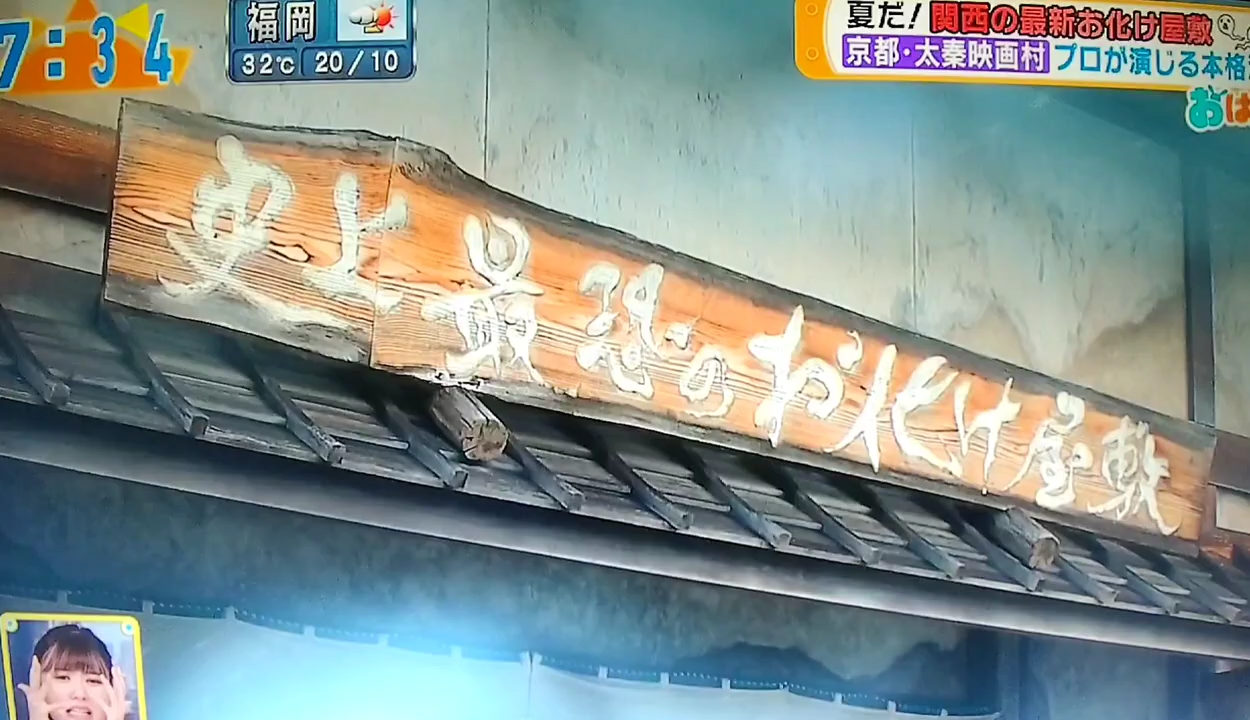 7:34
福岡
32℃ 20/10
夏だ!関西の最新お化け屋敷
京都・太秦映画村 プロが演じる本格
おは
史上最恐のお化け屋敷